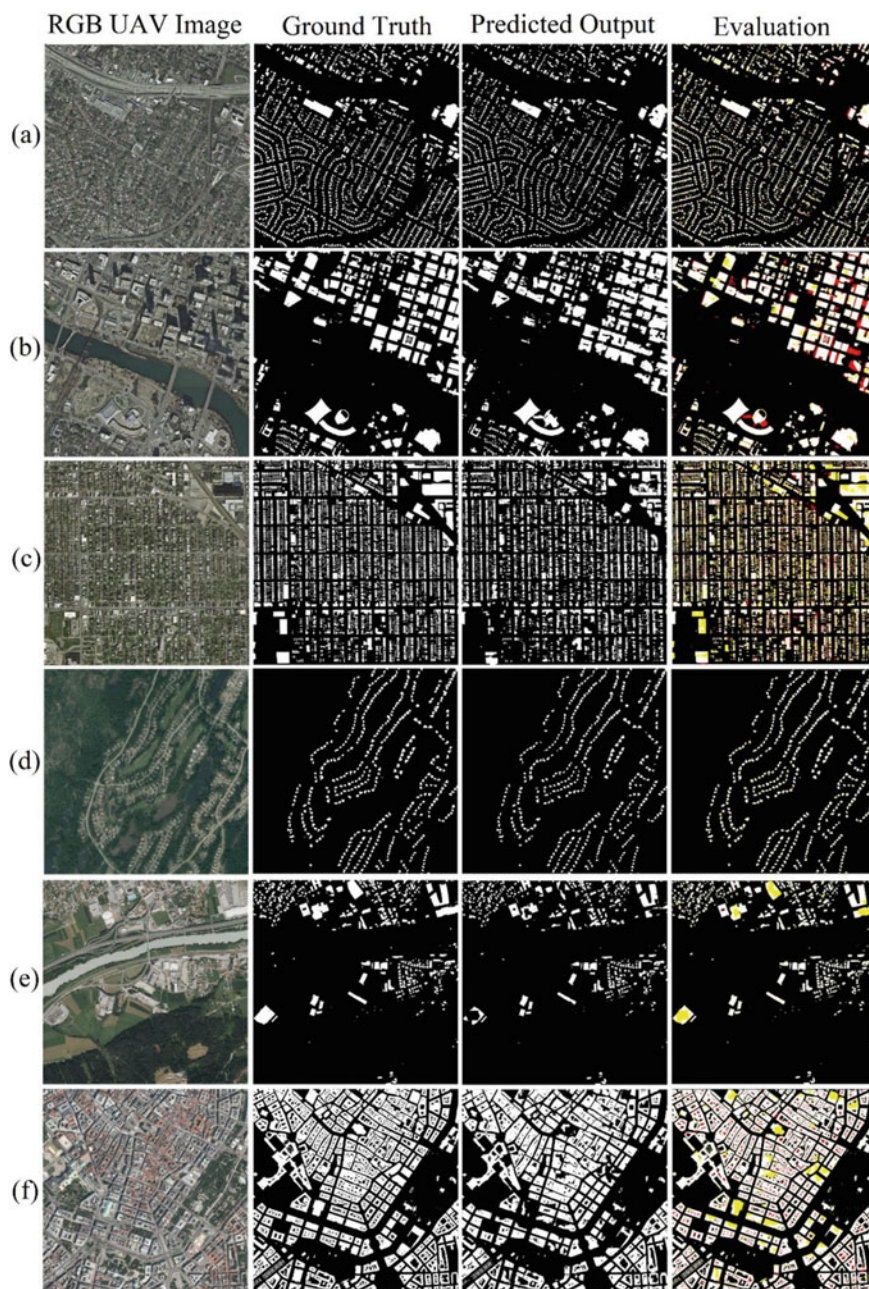 RGB UAV Image Ground Truth Predicted Output Evaluation
(a)
(b)
(c)
(d)
(e)
(f)